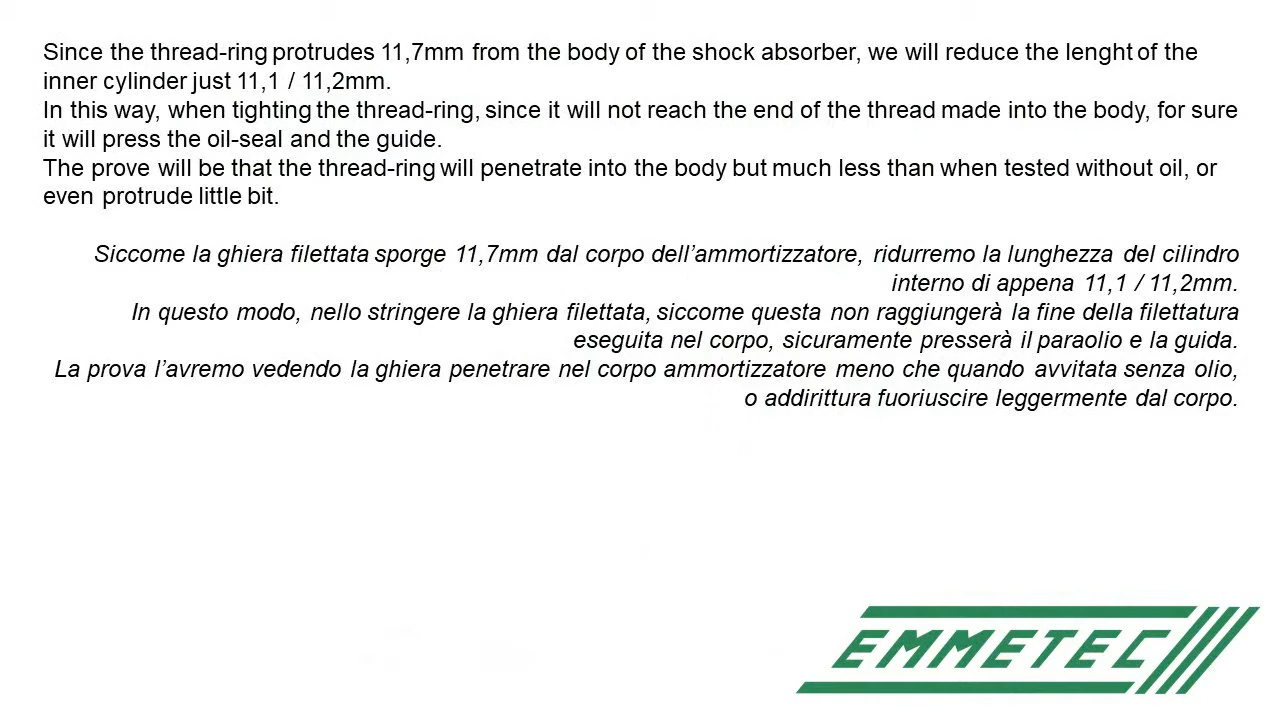 Since the thread-ring protrudes 11,7mm from the body of the shock absorber, we will reduce the lenght of the
inner cylinder just 11,1 / 11,2mm.
In this way, when tighting the thread-ring, since it will not reach the end of the thread made into the body, for sure
it will press the oil-seal and the guide.
The prove will be that the thread-ring will penetrate into the body but much less than when tested without oil, or
even protrude little bit.
Siccome la ghiera filettata sporge 11,7mm dal corpo dell’ammortizzatore, ridurremo la lunghezza del cilindro
interno di appena 11,1 / 11,2mm.
In questo modo, nello stringere la ghiera filettata, siccome questa non raggiungerà la fine della filettatura
eseguita nel corpo, sicuramente presserà il paraolio e la guida.
La prova l’avremo vedendo la ghiera penetrare nel corpo ammortizzatore meno che quando avvitata senza olio,
o addirittura fuoriuscire leggermente dal corpo.
EMMETEC